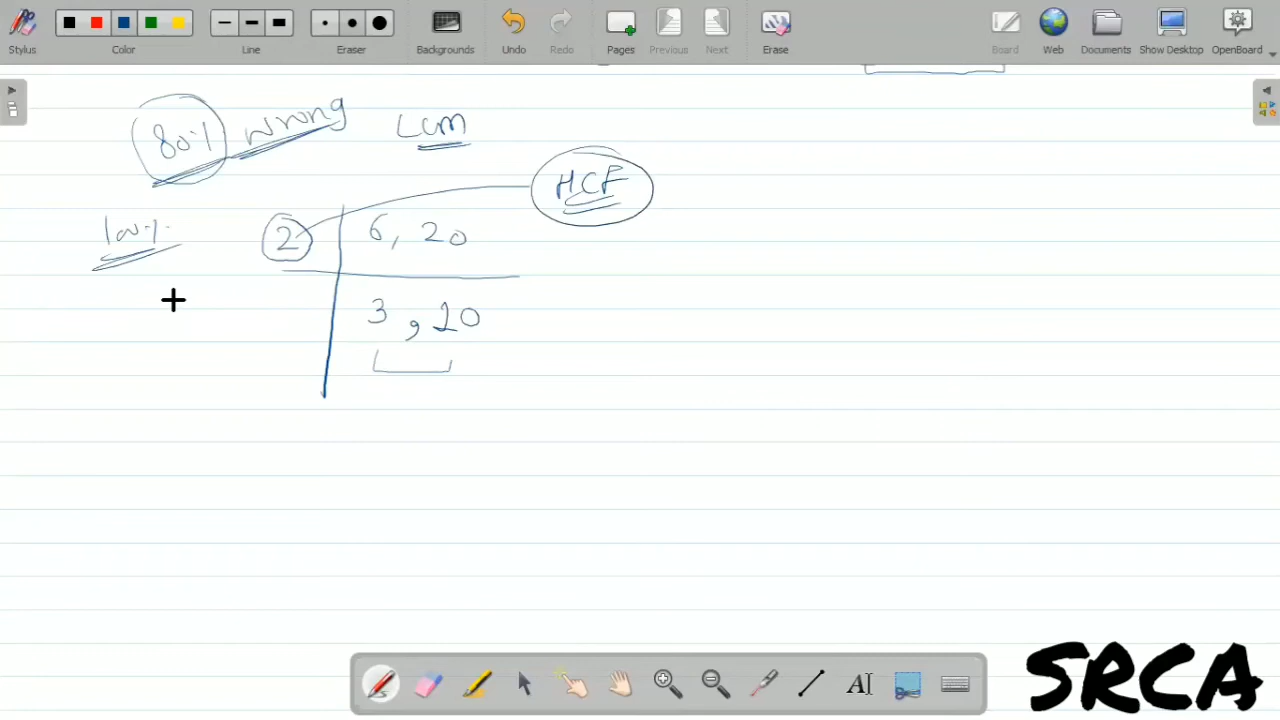 Stylus Color Line Eraser Backgrounds Undo Redo Pages Previous Next Erase Board Web Documents Show Desktop OpenBoard
80% wrong LCM
HCF
100% 2 6, 20
3, 10
SRCA